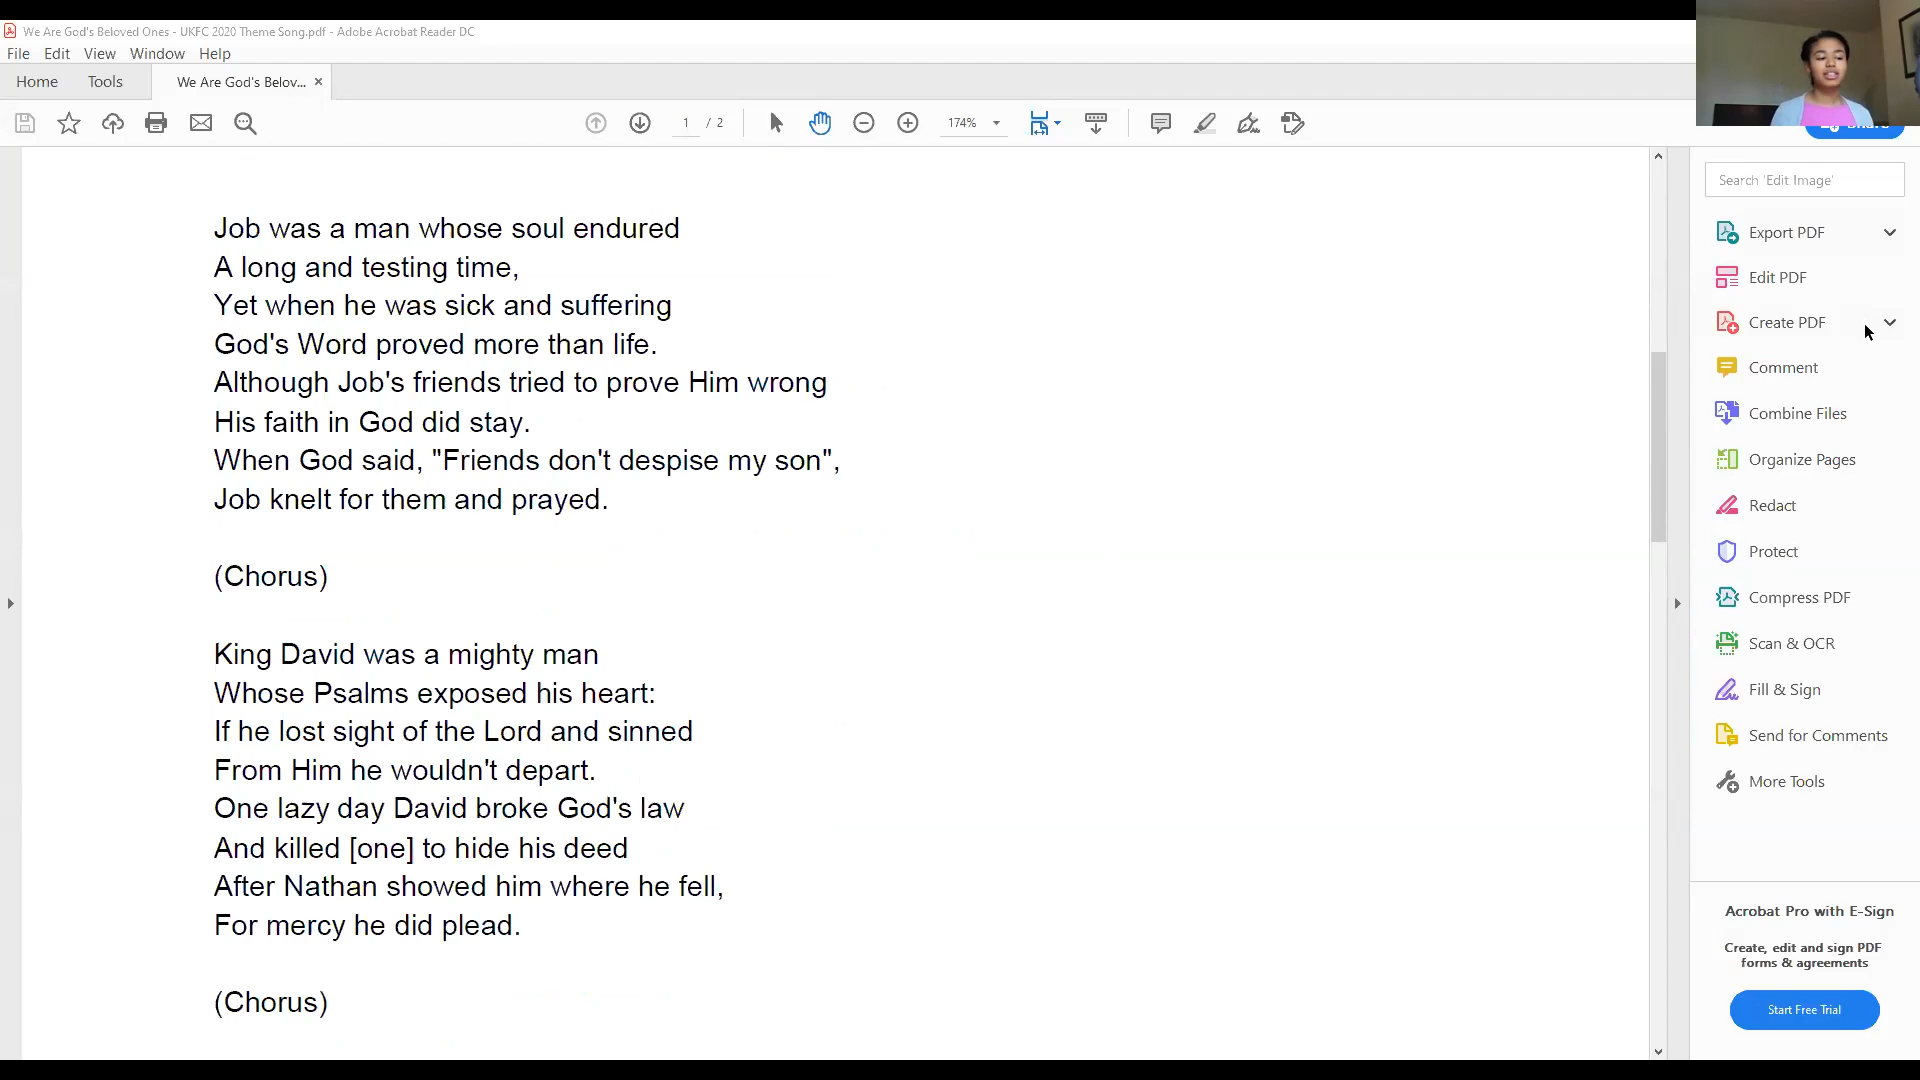 We Are God's Beloved Ones - UKFC 2020 Theme Song.pdf - Adobe Acrobat Reader DC
File Edit View Window Help
Home Tools We Are God's Belov... ×
1 / 2 174%
Share
Search 'Edit Image'
Export PDF
Edit PDF
Create PDF
Comment
Combine Files
Organize Pages
Redact
Protect
Compress PDF
Scan & OCR
Fill & Sign
Send for Comments
More Tools
Acrobat Pro with E-Sign
Create, edit and sign PDF
forms & agreements
Start Free Trial
Job was a man whose soul endured
A long and testing time,
Yet when he was sick and suffering
God's Word proved more than life.
Although Job's friends tried to prove Him wrong
His faith in God did stay.
When God said, "Friends don't despise my son",
Job knelt for them and prayed.
(Chorus)
King David was a mighty man
Whose Psalms exposed his heart:
If he lost sight of the Lord and sinned
From Him he wouldn't depart.
One lazy day David broke God's law
And killed [one] to hide his deed
After Nathan showed him where he fell,
For mercy he did plead.
(Chorus)